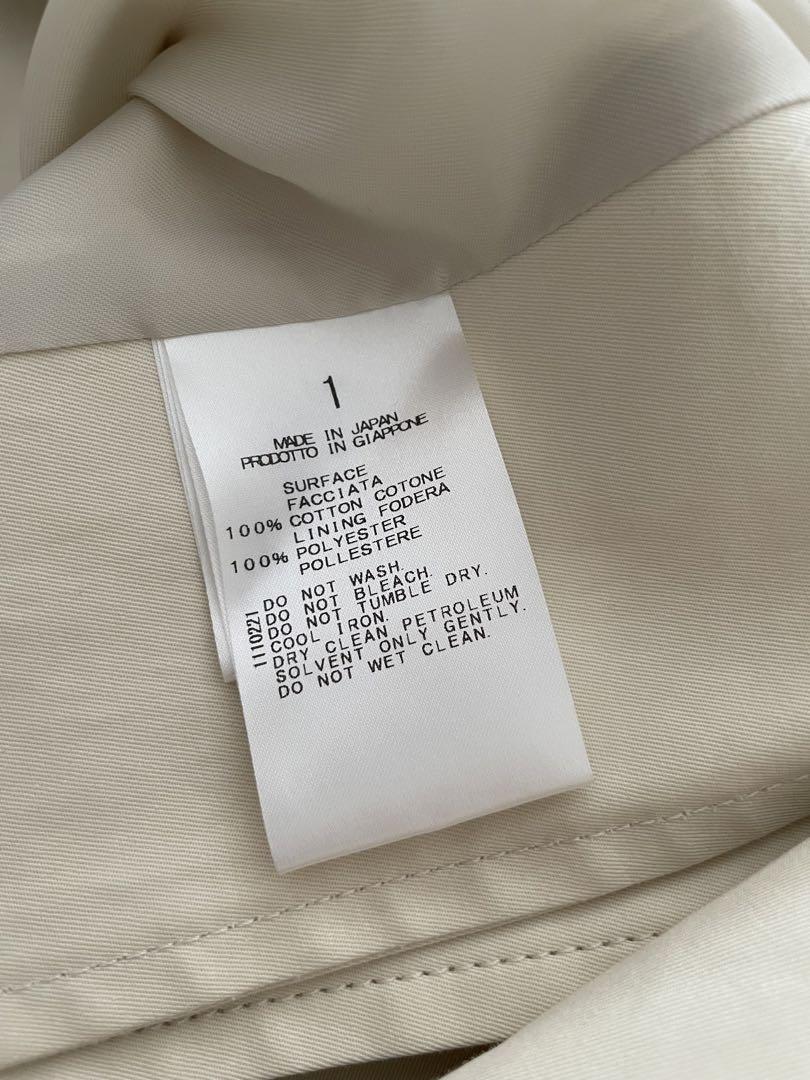 1
MADE IN JAPAN
PRODOTTO IN GIAPPONE
SURFACE
FACCIATA
100% COTTON COTONE
LINING FODERA
100% POLYESTER
POLLESTERE
1110221
DO NOT WASH.
DO NOT BLEACH.
DO NOT TUMBLE DRY.
COOL IRON.
DRY CLEAN PETROLEUM
SOLVENT ONLY GENTLY.
DO NOT WET CLEAN.